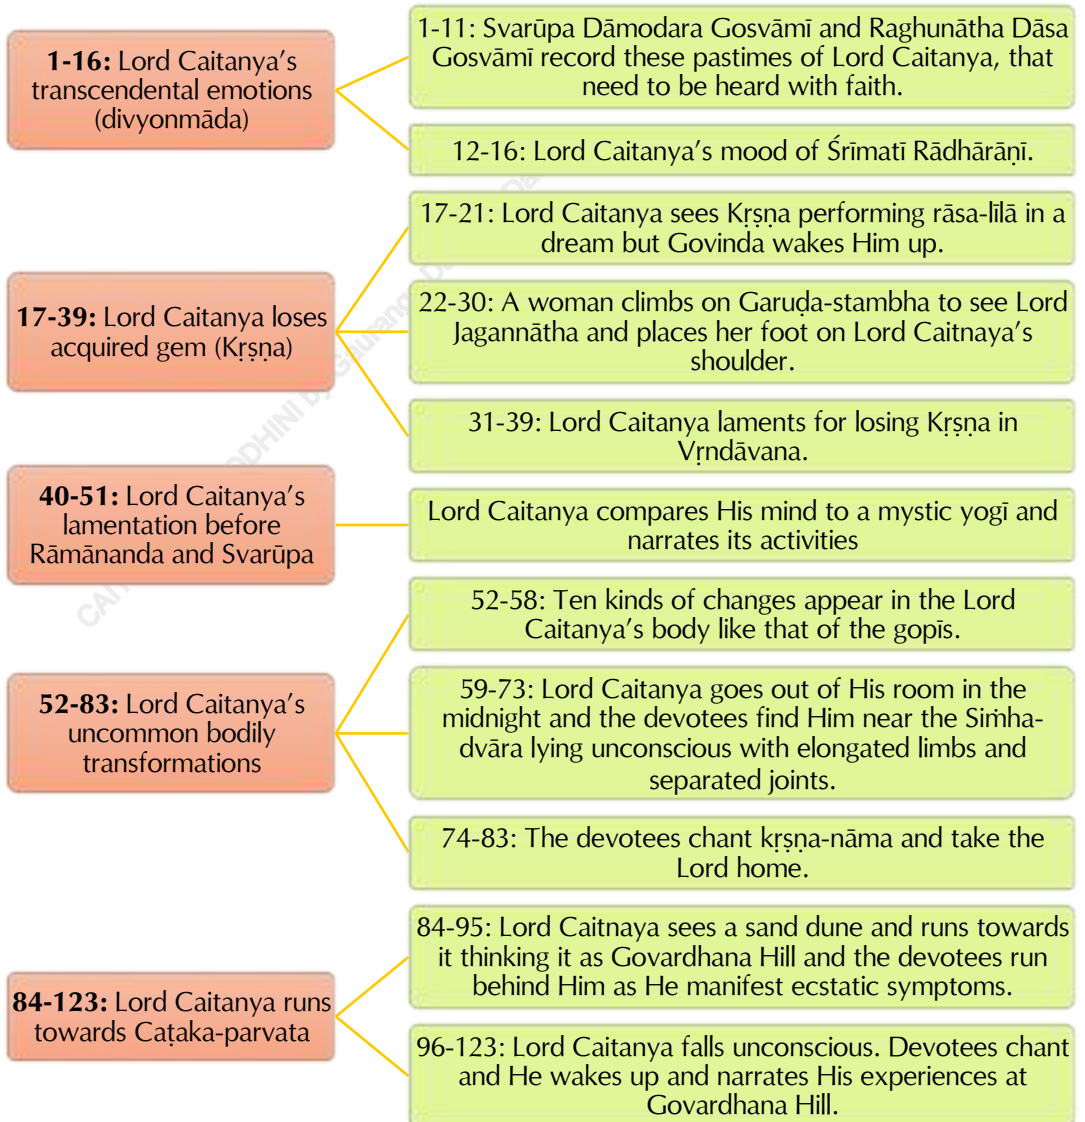 1-16: Lord Caitanya's
transcendental emotions
(divyonmāda)
1-11: Svarūpa Dāmodara Gosvāmī and Raghunātha Dāsa
Gosvāmī record these pastimes of Lord Caitanya, that
need to be heard with faith.
12-16: Lord Caitanya's mood of Śrīmatī Rādhārāṇī.
17-39: Lord Caitanya loses
acquired gem (Kṛṣṇa)
17-21: Lord Caitanya sees Kṛṣṇa performing rāsa-līlā in a
dream but Govinda wakes Him up.
22-30: A woman climbs on Garuḍa-stambha to see Lord
Jagannātha and places her foot on Lord Caitnaya's
shoulder.
31-39: Lord Caitanya laments for losing Kṛṣṇa in
Vṛndāvana.
40-51: Lord Caitanya's
lamentation before
Rāmānanda and Svarūpa
Lord Caitanya compares His mind to a mystic yogī and
narrates its activities
52-83: Lord Caitanya's
uncommon bodily
transformations
52-58: Ten kinds of changes appear in the Lord
Caitanya's body like that of the gopīs.
59-73: Lord Caitanya goes out of His room in the
midnight and the devotees find Him near the Siṁha-
dvāra lying unconscious with elongated limbs and
separated joints.
74-83: The devotees chant kṛṣṇa-nāma and take the
Lord home.
84-123: Lord Caitanya runs
towards Caṭaka-parvata
84-95: Lord Caitnaya sees a sand dune and runs towards
it thinking it as Govardhana Hill and the devotees run
behind Him as He manifest ecstatic symptoms.
96-123: Lord Caitanya falls unconscious. Devotees chant
and He wakes up and narrates His experiences at
Govardhana Hill.